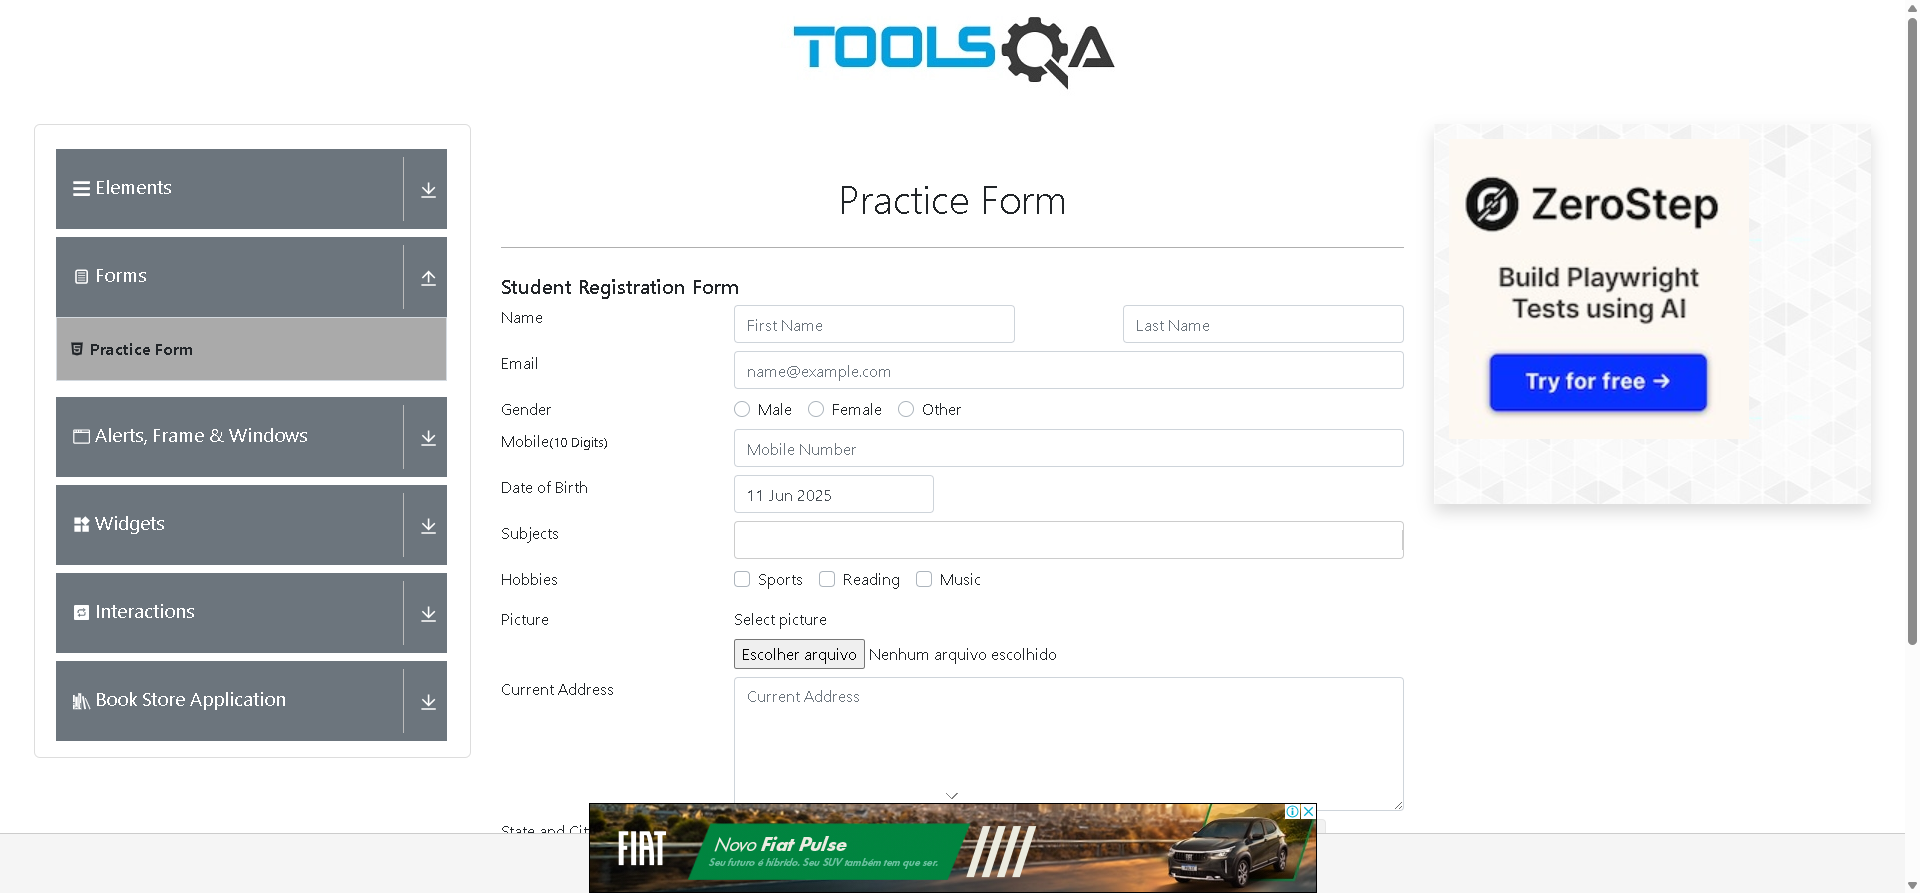 TOOLSQA
Elements
Forms
Practice Form
Alerts, Frame & Windows
Widgets
Interactions
Book Store Application
Practice Form
Student Registration Form
Name
First Name
Last Name
Email
name@example.com
Gender
Male
Female
Other
Mobile(10 Digits)
Mobile Number
Date of Birth
11 Jun 2025
Subjects
Hobbies
Sports
Reading
Music
Picture
Select picture
Escolher arquivo
Nenhum arquivo escolhido
Current Address
Current Address
State and Cit
ZeroStep
Build Playwright
Tests using AI
Try for free →
FIAT
Novo Fiat Pulse
Seu futuro é híbrido. Seu SUV também tem que ser.